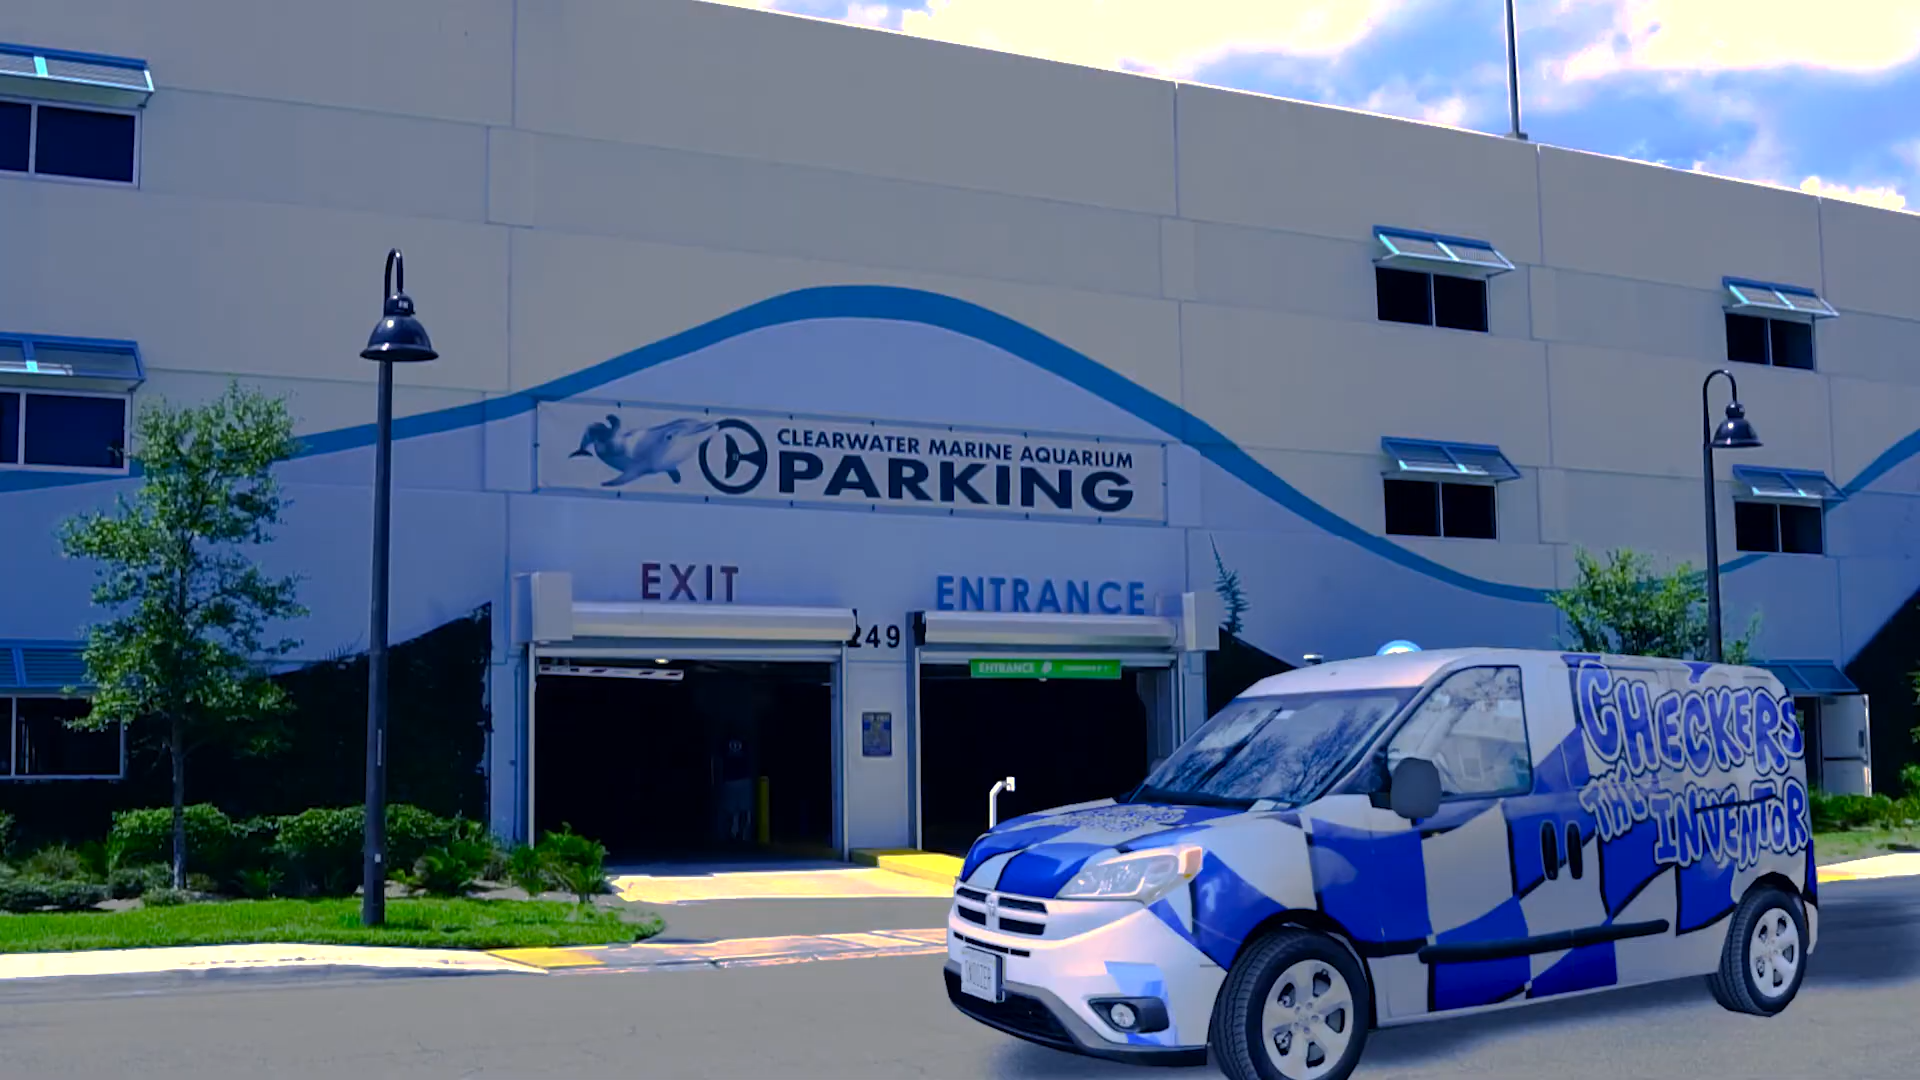 CLEARWATER MARINE AQUARIUM
PARKING
EXIT
ENTRANCE
249
ENTRANCE
CHECKERS
THE
INVENTOR